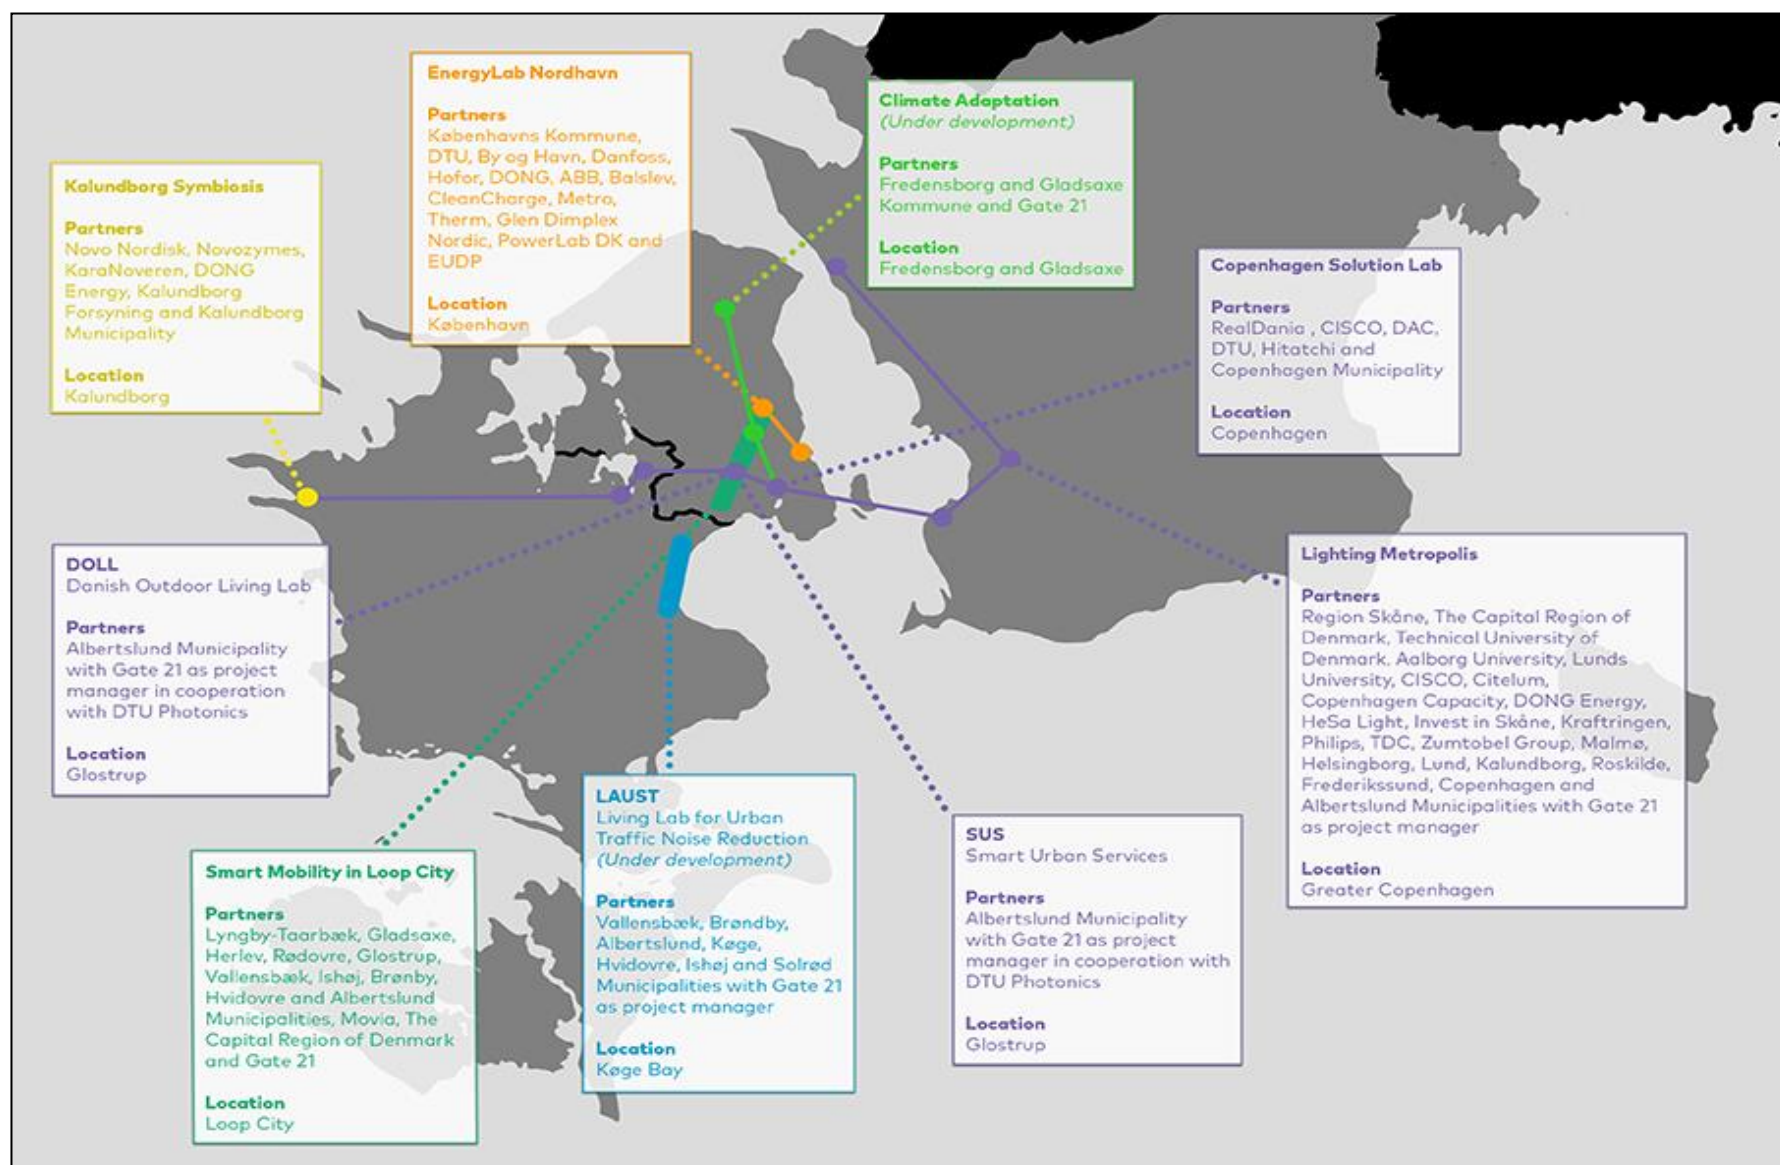 EnergyLab Nordhavn
Partners
Københavns Kommune,
DTU, By og Havn, Danfoss,
Hofor, DONG, ABB, Balslev,
CleanCharge, Metro,
Therm, Glen Dimplex
Nordic, PowerLab DK and
EUDP
Location
København
Climate Adaptation
(Under development)
Partners
Fredensborg and Gladsaxe
Kommune and Gate 21
Location
Fredensborg and Gladsaxe
Kalundborg Symbiosis
Partners
Novo Nordisk, Novozymes,
KaraNoveren, DONG
Energy, Kalundborg
Forsyning and Kalundborg
Municipality
Location
Kalundborg
Copenhagen Solution Lab
Partners
RealDania , CISCO, DAC,
DTU, Hitatchi and
Copenhagen Municipality
Location
Copenhagen
DOLL
Danish Outdoor Living Lab
Partners
Albertslund Municipality
with Gate 21 as project
manager in cooperation
with DTU Photonics
Location
Glostrup
Lighting Metropolis
Partners
Region Skåne, The Capital Region of
Denmark, Technical University of
Denmark, Aalborg University, Lunds
University, CISCO, Citelum,
Copenhagen Capacity, DONG Energy,
HeSa Light, Invest in Skåne, Kraftringen,
Philips, TDC, Zumtobel Group, Malmø,
Helsingborg, Lund, Kalundborg, Roskilde,
Frederikssund, Copenhagen and
Albertslund Municipalities with Gate 21
as project manager
Location
Greater Copenhagen
Smart Mobility in Loop City
Partners
Lyngby-Taarbæk, Gladsaxe,
Herlev, Rødovre, Glostrup,
Vallensbæk, Ishøj, Brønby,
Hvidovre and Albertslund
Municipalities, Movia, The
Capital Region of Denmark
and Gate 21
Location
Loop City
LAUST
Living Lab for Urban
Traffic Noise Reduction
(Under development)
Partners
Vallensbæk, Brøndby,
Albertslund, Køge,
Hvidovre, Ishøj and Solrød
Municipalities with Gate 21
as project manager
Location
Køge Bay
SUS
Smart Urban Services
Partners
Albertslund Municipality
with Gate 21 as project
manager in cooperation with
DTU Photonics
Location
Glostrup